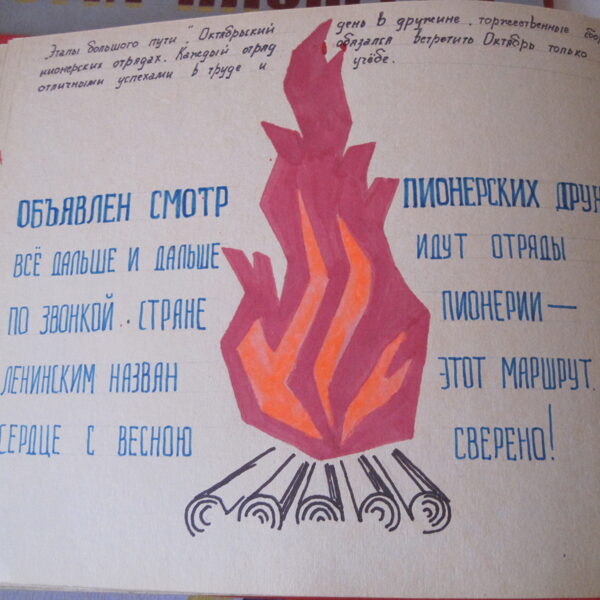 „Этапы большого пути". Октябрьский день в дружине. торжественные
пионерских отрядах. Каждый отряд обязался встретить Октябрь только
отличными успехами в труде и учёбе.
ОБЪЯВЛЕН СМОТР ПИОНЕРСКИХ ДРУЖ
ВСЁ ДАЛЬШЕ И ДАЛЬШЕ ИДУТ ОТРЯДЫ
ПО ЗВОНКОЙ СТРАНЕ ПИОНЕРИИ —
ЛЕНИНСКИМ НАЗВАН ЭТОТ МАРШРУТ.
СЕРДЦЕ С ВЕСНОЮ СВЕРЕНО!